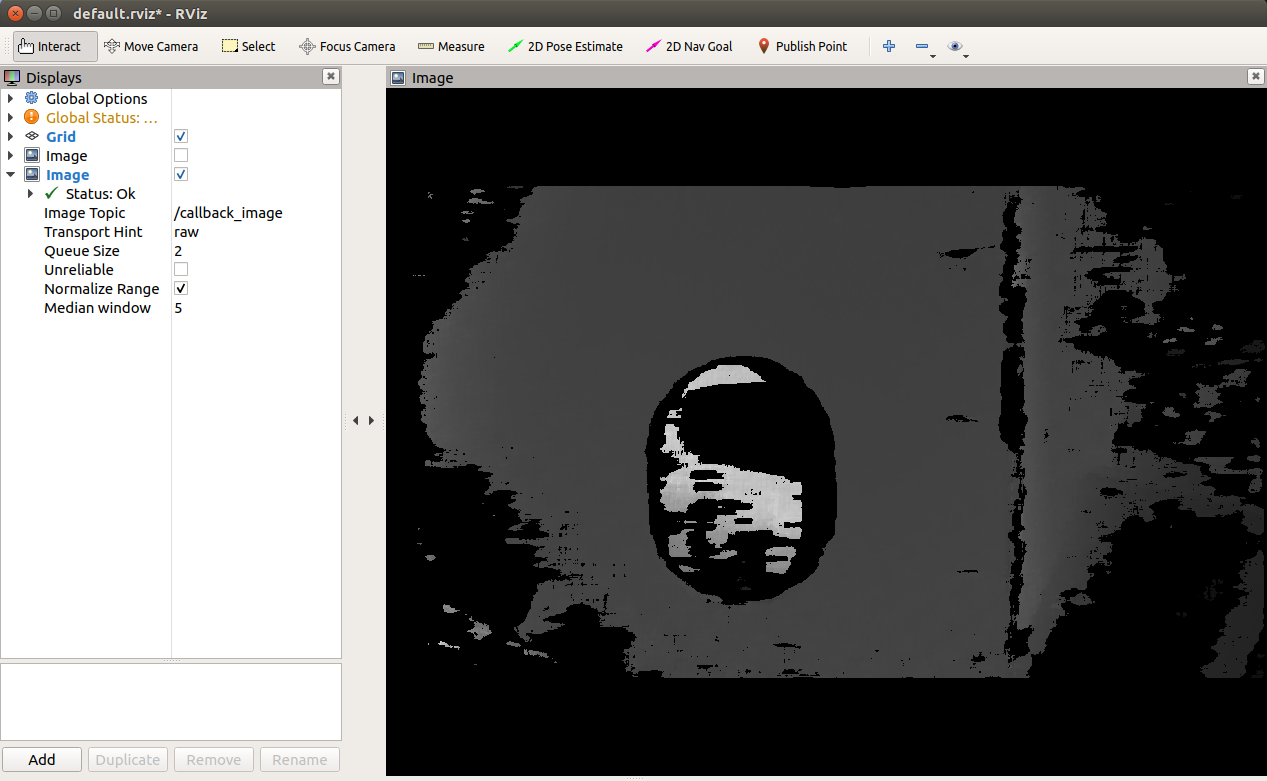 default.rviz* - RViz
Interact Move Camera Select Focus Camera Measure 2D Pose Estimate 2D Nav Goal Publish Point
Displays
Global Options
Global Status: ...
Grid
Image
Image
Status: Ok
Image Topic /callback_image
Transport Hint raw
Queue Size 2
Unreliable
Normalize Range
Median window 5
Add Duplicate Remove Rename
Image